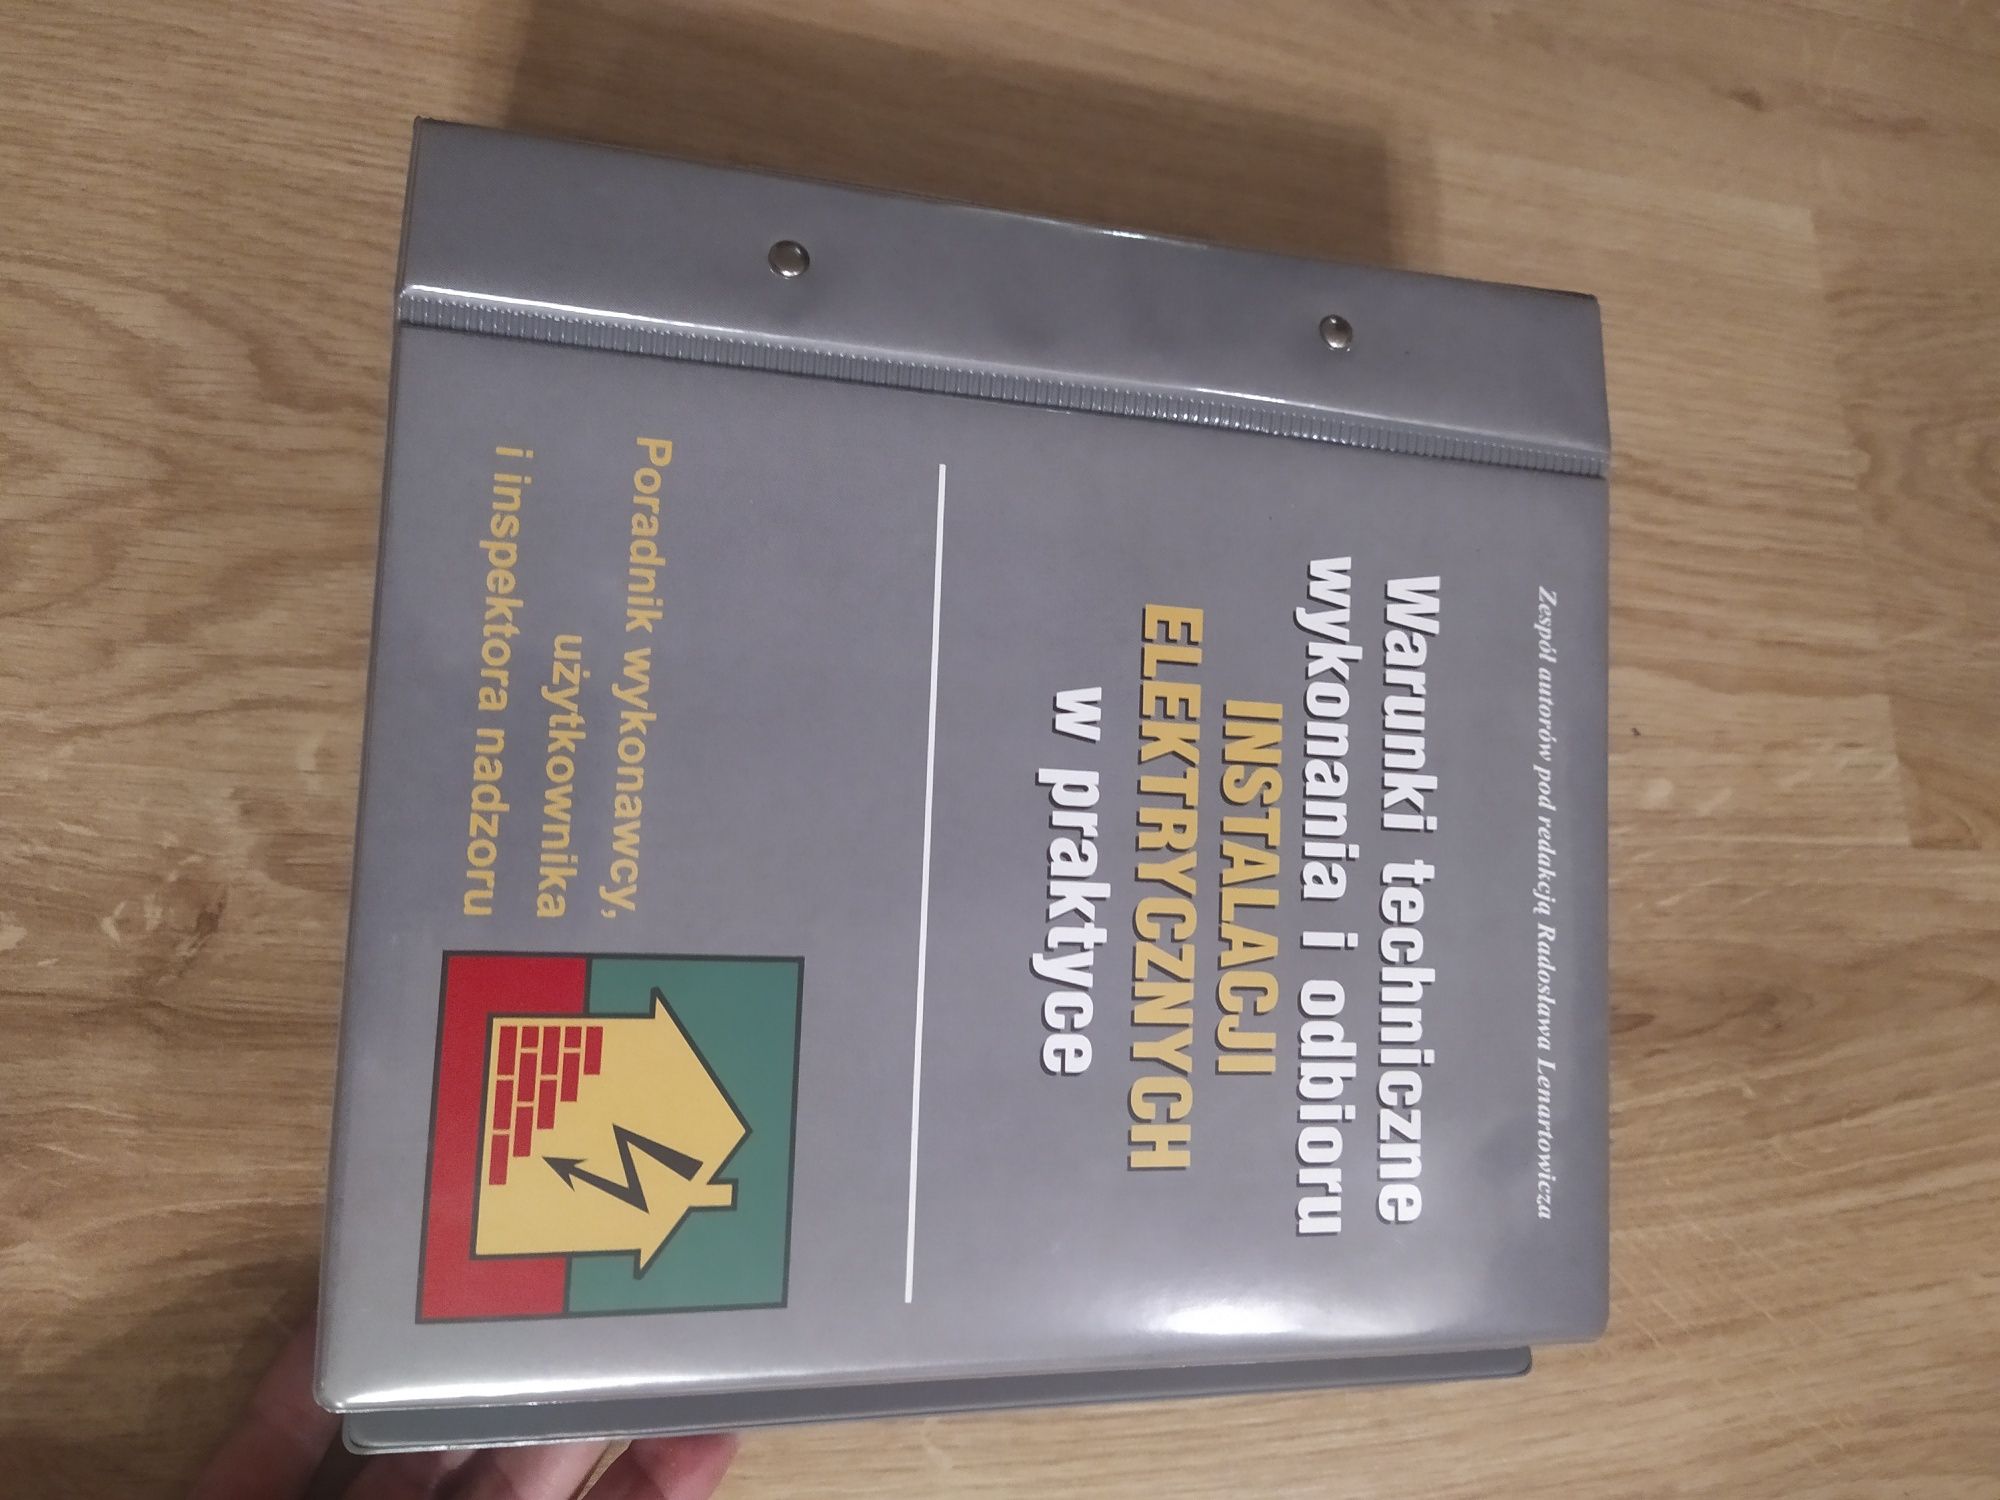 Zespół autorów pod redakcją Radosława Lenartowicza
Warunki techniczne
wykonania i odbioru
INSTALACJI
ELEKTRYCZNYCH
w praktyce
Poradnik wykonawcy,
użytkownika
i inspektora nadzoru